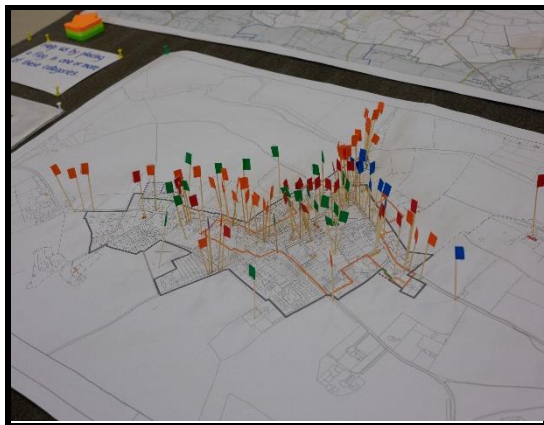 Help us by placing
a flag in one or more
of these categories